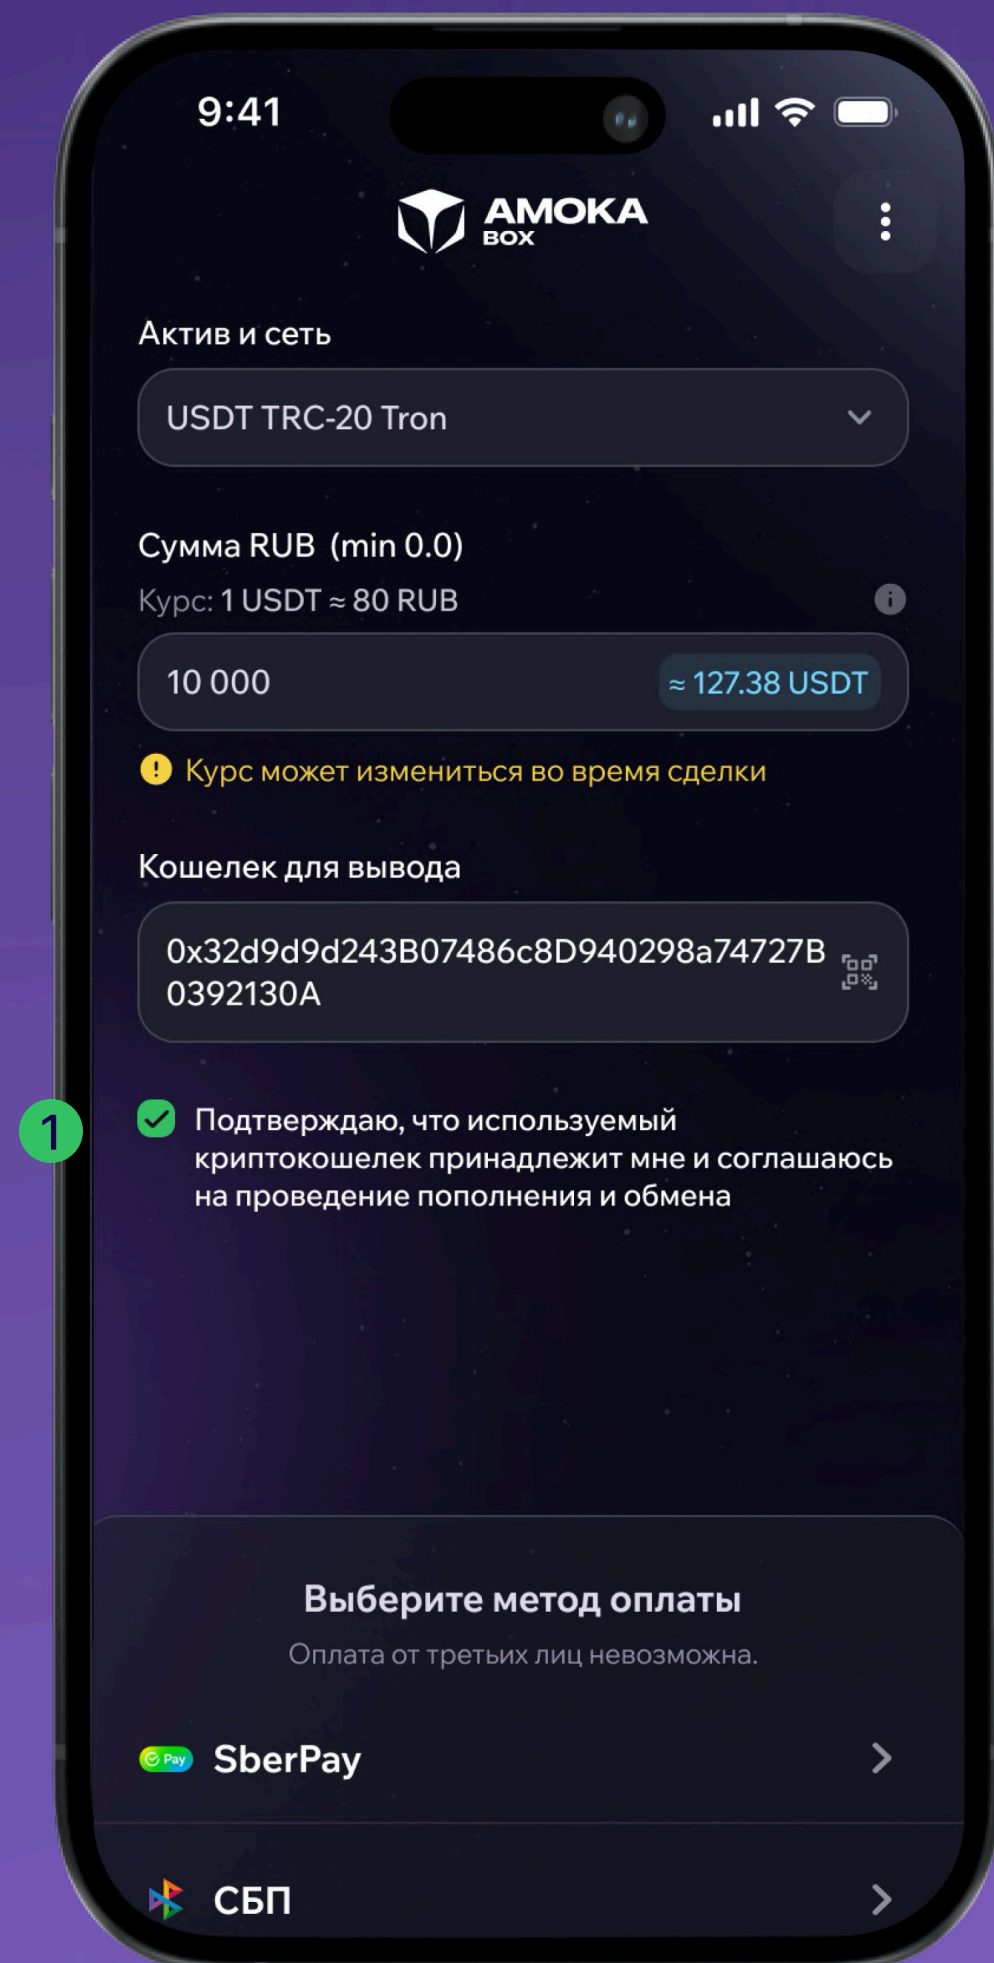 9:41
AMOKA
BOX
Актив и сеть
USDT TRC-20 Tron
Сумма RUB (min 0.0)
Курс: 1 USDT ≈ 80 RUB
10 000
≈ 127.38 USDT
Курс может измениться во время сделки
Кошелек для вывода
0x32d9d9d243B07486c8D940298a74727B
0392130A
1
Подтверждаю, что используемый
криптокошелек принадлежит мне и соглашаюсь
на проведение пополнения и обмена
Выберите метод оплаты
Оплата от третьих лиц невозможна.
Pay
SberPay
СБП